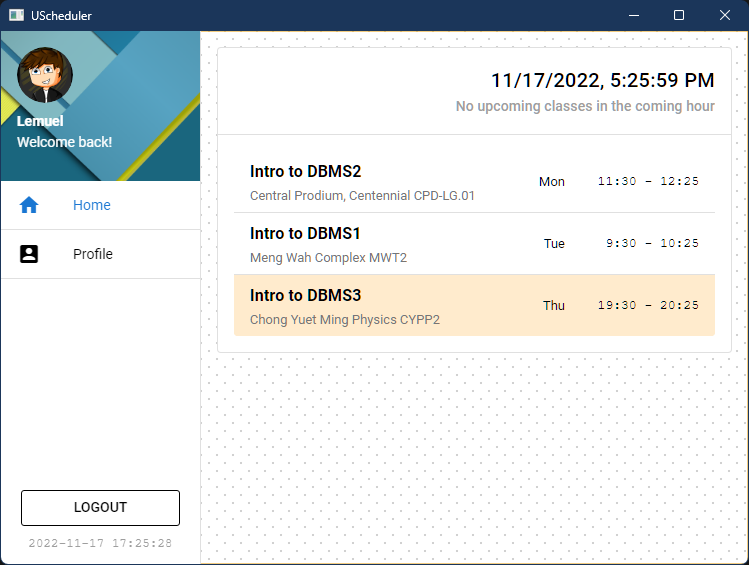 UScheduler
Lemuel
Welcome back!
Home
Profile
LOGOUT
2022-11-17 17:25:28
11/17/2022, 5:25:59 PM
No upcoming classes in the coming hour
Intro to DBMS2
Central Prodium, Centennial CPD-LG.01
Mon 11:30 - 12:25
Intro to DBMS1
Meng Wah Complex MWT2
Tue 9:30 - 10:25
Intro to DBMS3
Chong Yuet Ming Physics CYPP2
Thu 19:30 - 20:25